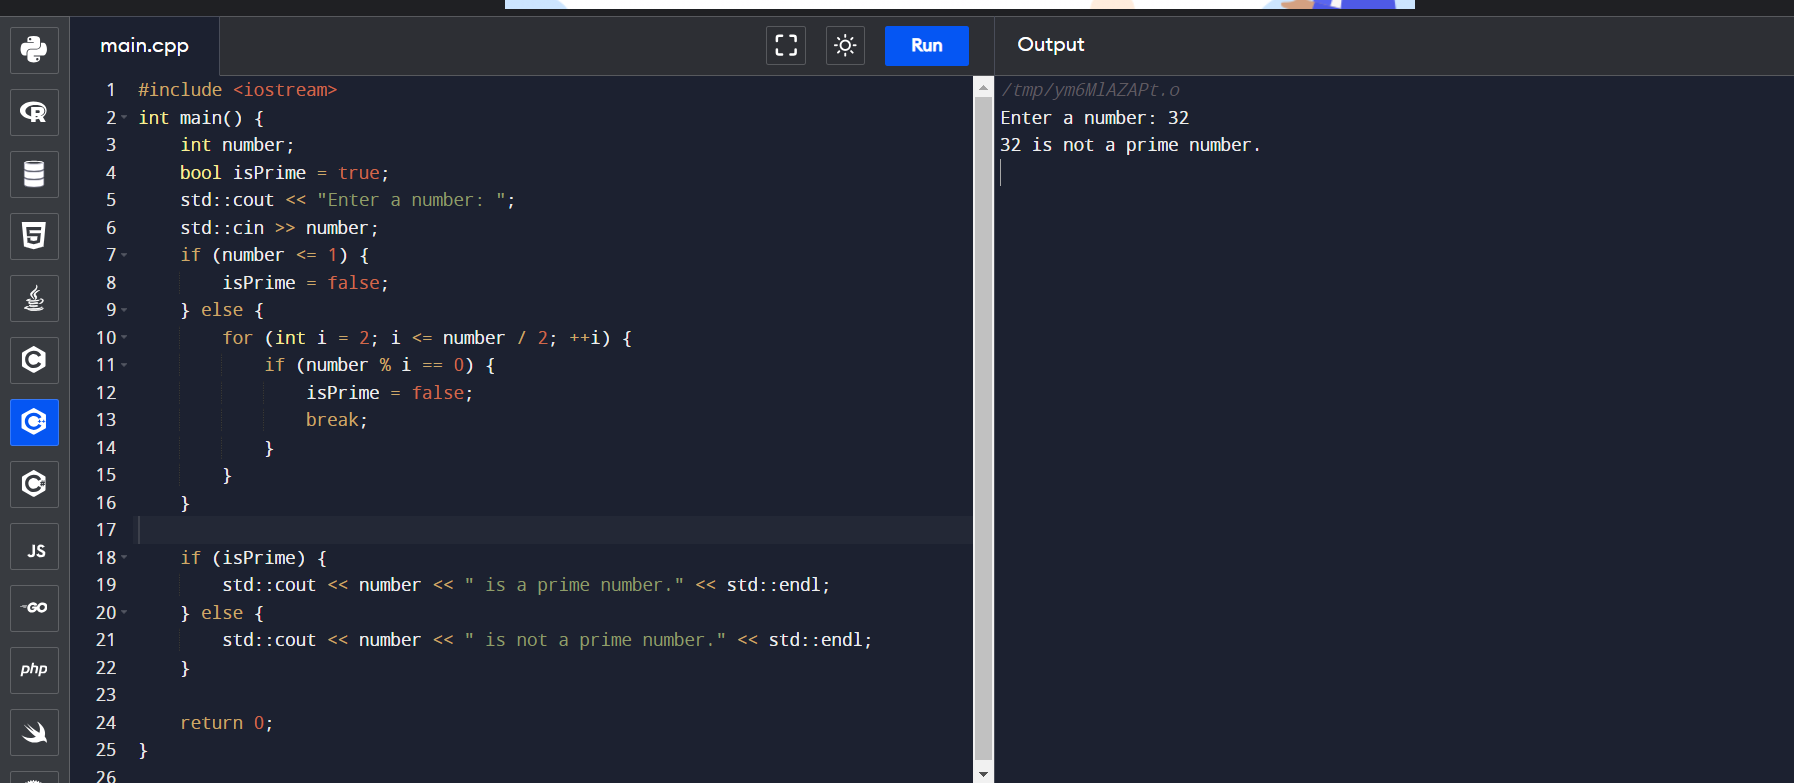 main.cpp
Run
Output
1 #include <iostream>
2 int main() {
3 int number;
4 bool isPrime = true;
5 std::cout << "Enter a number: ";
6 std::cin >> number;
7 if (number <= 1) {
8 isPrime = false;
9 } else {
10 for (int i = 2; i <= number / 2; ++i) {
11 if (number % i == 0) {
12 isPrime = false;
13 break;
14 }
15 }
16 }
17
18 if (isPrime) {
19 std::cout << number << " is a prime number." << std::endl;
20 } else {
21 std::cout << number << " is not a prime number." << std::endl;
22 }
23
24 return 0;
25 }
26
/tmp/ym6MlAZAPt.o
Enter a number: 32
32 is not a prime number.
R
5
C
C++
C#
JS
GO
php